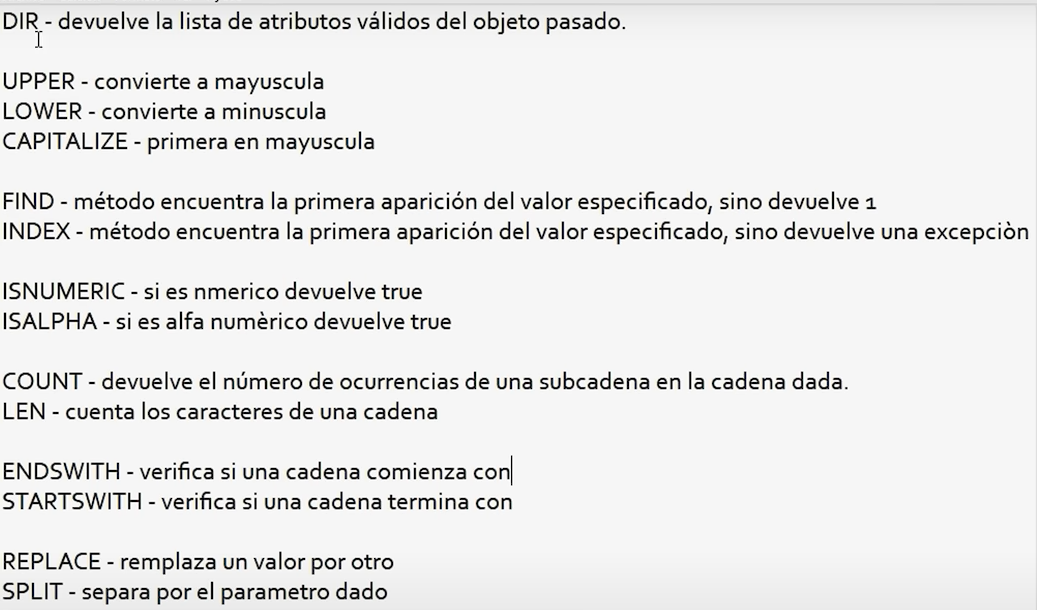 DIR - devuelve la lista de atributos válidos del objeto pasado.
UPPER - convierte a mayuscula
LOWER - convierte a minuscula
CAPITALIZE - primera en mayuscula
FIND - método encuentra la primera aparición del valor especificado, sino devuelve 1
INDEX - método encuentra la primera aparición del valor especificado, sino devuelve una excepciòn
ISNUMERIC - si es nmerico devuelve true
ISALPHA - si es alfa numèrico devuelve true
COUNT - devuelve el número de ocurrencias de una subcadena en la cadena dada.
LEN - cuenta los caracteres de una cadena
ENDSWITH - verifica si una cadena comienza con
STARTSWITH - verifica si una cadena termina con
REPLACE - remplaza un valor por otro
SPLIT - separa por el parametro dado